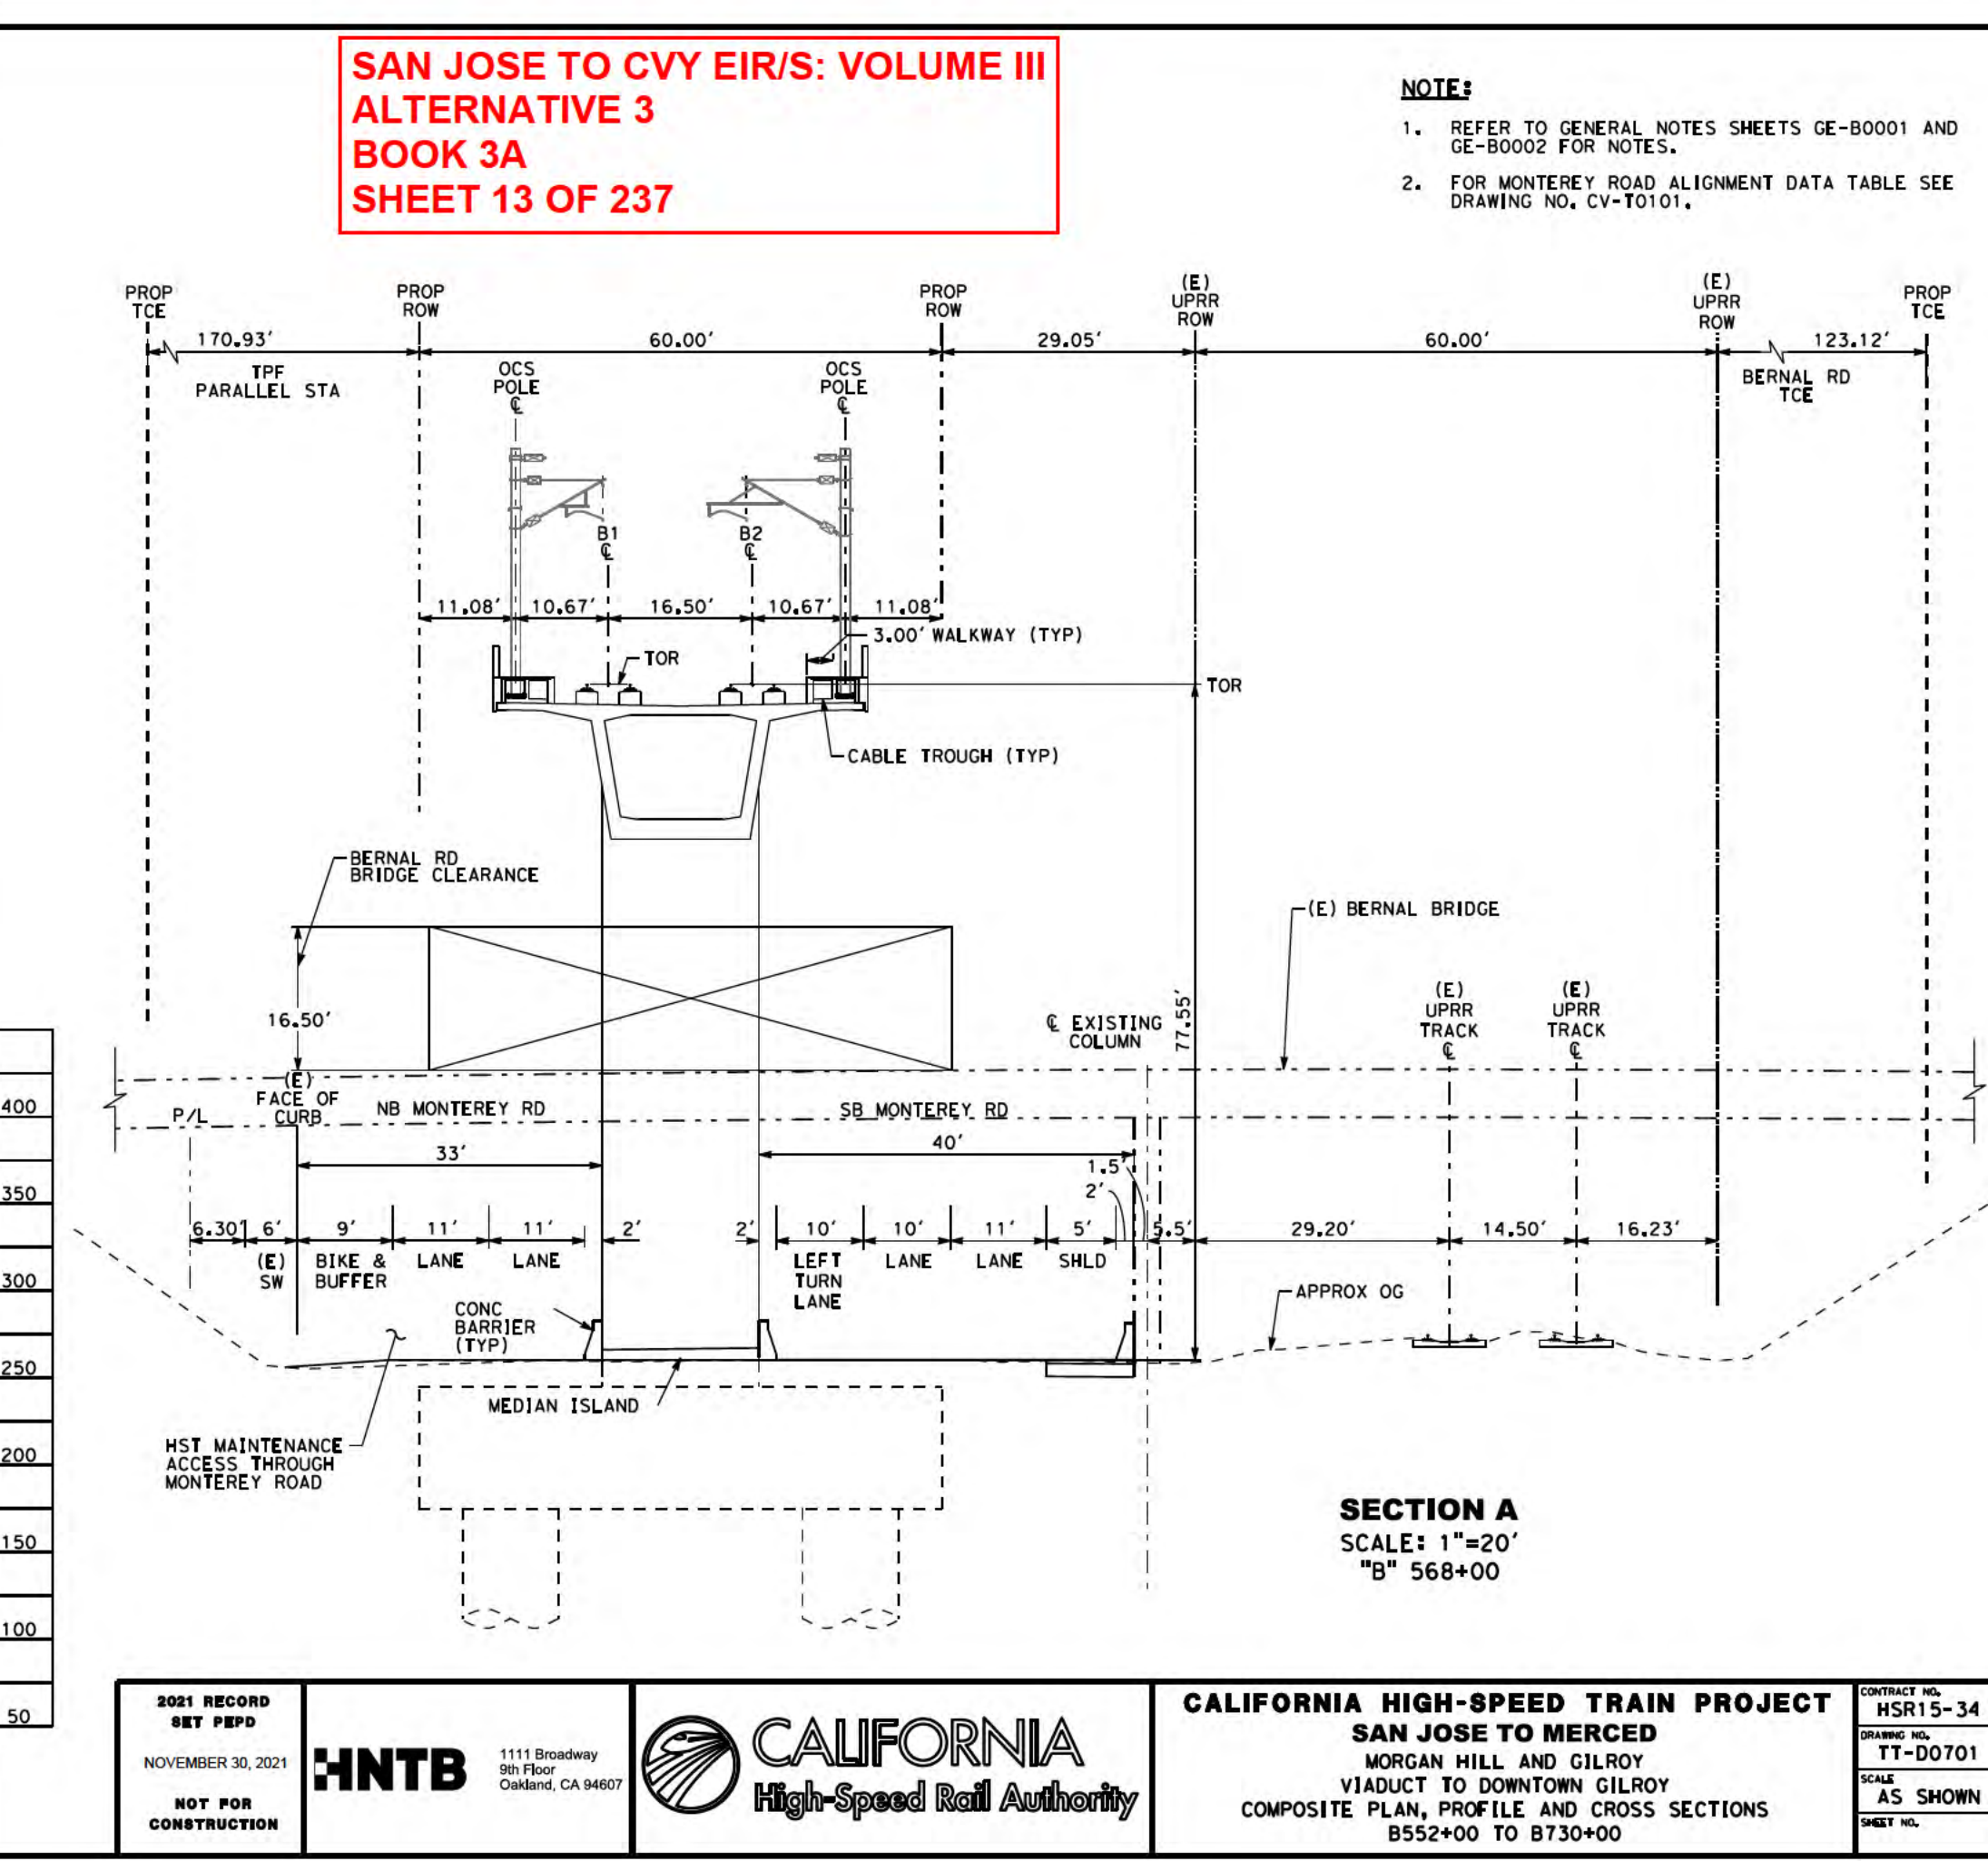 SAN JOSE TO CVY EIR/S: VOLUME III
ALTERNATIVE 3
BOOK 3A
SHEET 13 OF 237
NOTE:
1. REFER TO GENERAL NOTES SHEETS GE-B0001 AND
GE-B0002 FOR NOTES.
2. FOR MONTEREY ROAD ALIGNMENT DATA TABLE SEE
DRAWING NO. CV-T0101.
PROP
TCE
PROP
ROW
PROP
ROW
(E)
UPRR
ROW
(E)
UPRR
ROW
PROP
TCE
170.93'
60.00'
29.05'
60.00'
123.12'
TPF
PARALLEL STA
BERNAL RD
TCE
OCS
POLE
℄
OCS
POLE
℄
B1
℄
B2
℄
11.08'
10.67'
16.50'
10.67'
11.08'
3.00' WALKWAY (TYP)
TOR
TOR
CABLE TROUGH (TYP)
BERNAL RD
BRIDGE CLEARANCE
(E) BERNAL BRIDGE
16.50'
℄ EXISTING
COLUMN
77.55'
(E)
UPRR
TRACK
℄
(E)
UPRR
TRACK
℄
(E)
FACE OF
CURB
P/L
NB MONTEREY RD
SB MONTEREY RD
33'
40'
1.5'
2'
6.30'
6'
9'
11'
11'
2'
2'
10'
10'
11'
5'
5.5'
29.20'
14.50'
16.23'
(E)
SW
BIKE &
BUFFER
LANE
LANE
LEFT
TURN
LANE
LANE
LANE
SHLD
CONC
BARRIER
(TYP)
APPROX OG
MEDIAN ISLAND
HST MAINTENANCE
ACCESS THROUGH
MONTEREY ROAD
400
350
300
250
200
150
100
50
SECTION A
SCALE: 1"=20'
"B" 568+00
2021 RECORD
SET PEPD
NOVEMBER 30, 2021
NOT FOR
CONSTRUCTION
HNTB
1111 Broadway
9th Floor
Oakland, CA 94607
CALIFORNIA
High-Speed Rail Authority
CALIFORNIA HIGH-SPEED TRAIN PROJECT
SAN JOSE TO MERCED
MORGAN HILL AND GILROY
VIADUCT TO DOWNTOWN GILROY
COMPOSITE PLAN, PROFILE AND CROSS SECTIONS
B552+00 TO B730+00
CONTRACT NO.
HSR15-34
DRAWING NO.
TT-D0701
SCALE
AS SHOWN
SHEET NO.